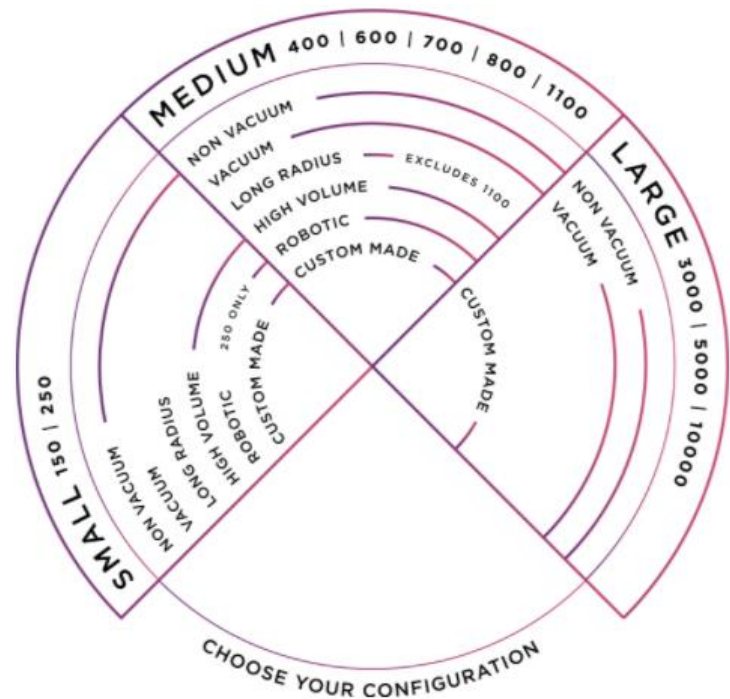 MEDIUM 400 | 600 | 700 | 800 | 1100
NON VACUUM
VACUUM
LONG RADIUS
EXCLUDES 1100
HIGH VOLUME
ROBOTIC
CUSTOM MADE
LARGE 3000 | 5000 | 10000
NON VACUUM
VACUUM
CUSTOM MADE
SMALL 150 | 250
NON VACUUM
VACUUM
LONG RADIUS
HIGH VOLUME
ROBOTIC
250 ONLY
CUSTOM MADE
CHOOSE YOUR CONFIGURATION